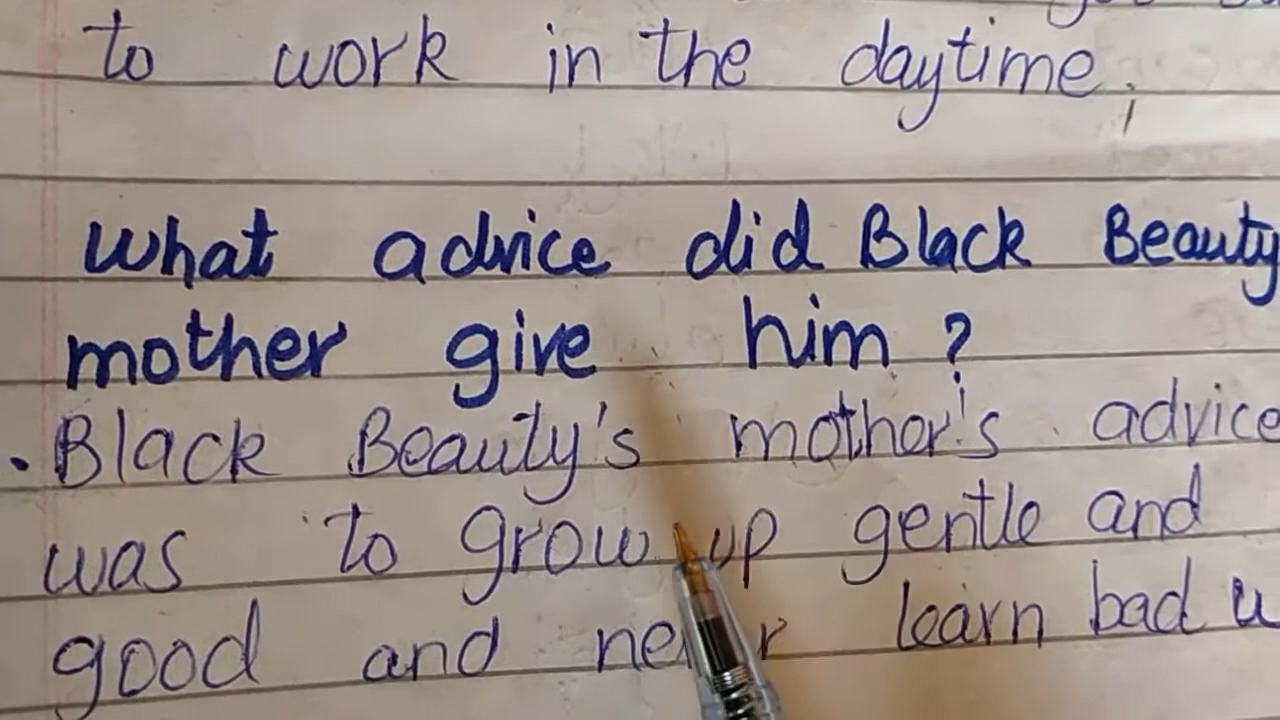 to work in the daytime,
What advice did Black Beauty
mother give him ?
. Black Beauty's mother's advice
was to grow up gentle and
good and learn bad